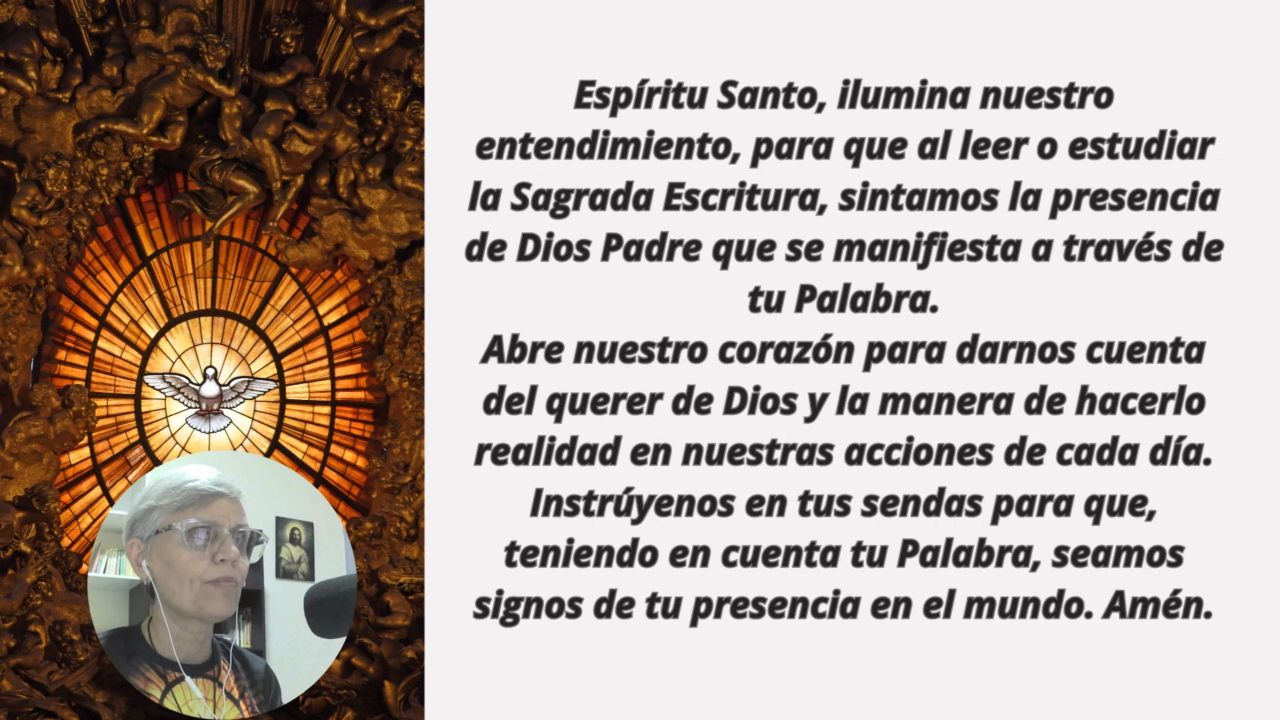 Espíritu Santo, ilumina nuestro
entendimiento, para que al leer o estudiar
la Sagrada Escritura, sintamos la presencia
de Dios Padre que se manifiesta a través de
tu Palabra.
Abre nuestro corazón para darnos cuenta
del querer de Dios y la manera de hacerlo
realidad en nuestras acciones de cada día.
Instrúyenos en tus sendas para que,
teniendo en cuenta tu Palabra, seamos
signos de tu presencia en el mundo. Amén.